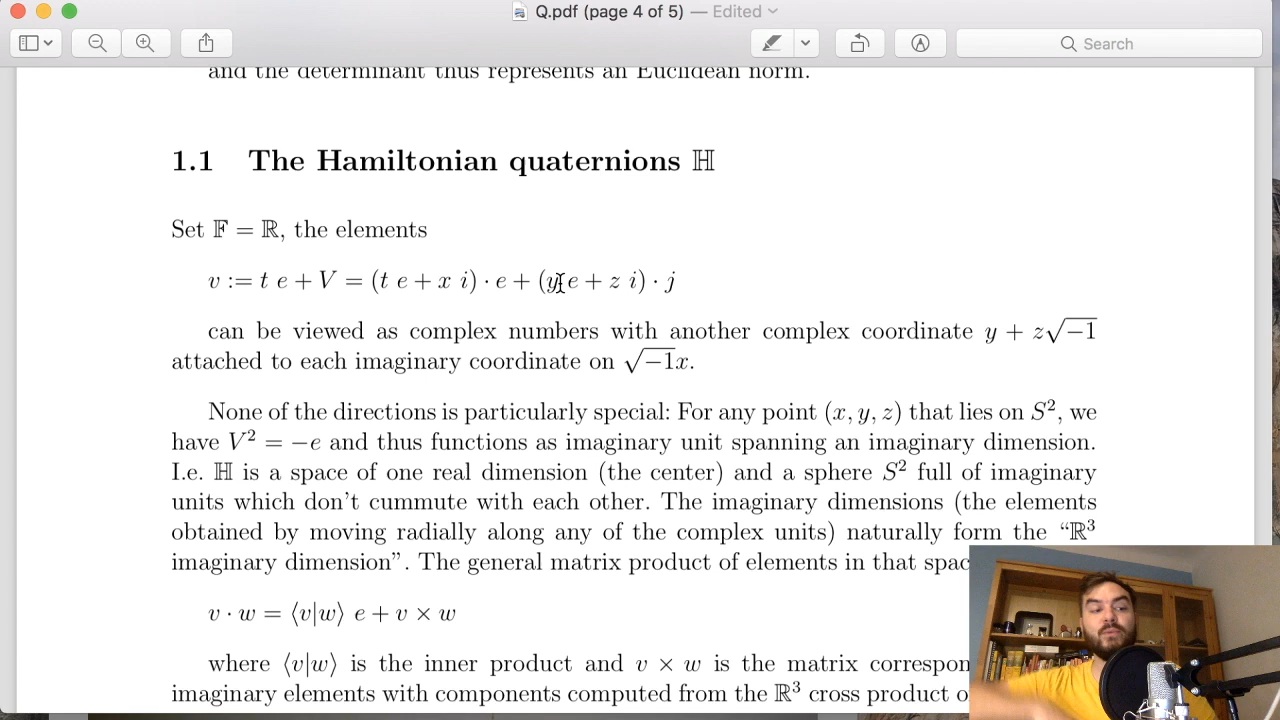 Q.pdf (page 4 of 5) — Edited
Search
and the determinant thus represents an Euclidean norm.
1.1 The Hamiltonian quaternions ℍ
Set 𝔽 = ℝ, the elements
v := t e + V = (t e + x i) · e + (y e + z i) · j
can be viewed as complex numbers with another complex coordinate y + z√−1
attached to each imaginary coordinate on √−1x.
None of the directions is particularly special: For any point (x, y, z) that lies on S², we
have V² = −e and thus functions as imaginary unit spanning an imaginary dimension.
I.e. ℍ is a space of one real dimension (the center) and a sphere S² full of imaginary
units which don't cummute with each other. The imaginary dimensions (the elements
obtained by moving radially along any of the complex units) naturally form the “ℝ³
imaginary dimension”. The general matrix product of elements in that
v · w = ⟨v|w⟩ e + v × w
where ⟨v|w⟩ is the inner product and v × w is the matrix
imaginary elements with components computed from the ℝ³ cross product